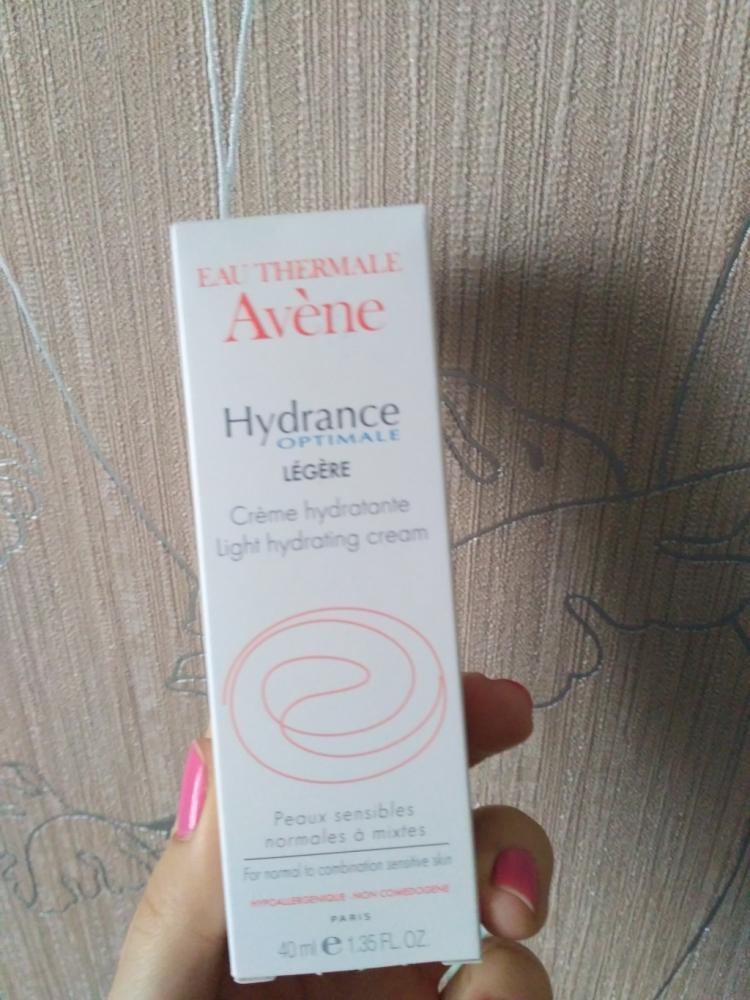 EAU THERMALE
Avène
Hydrance
OPTIMALE
LÉGÈRE
Crème hydratante
Light hydrating cream
Peaux sensibles
normales à mixtes
For normal to combination sensitive skin
HYPOALLERGENIQUE - NON COMEDOGENE
PARIS
40 ml e 1.35 FL. OZ.